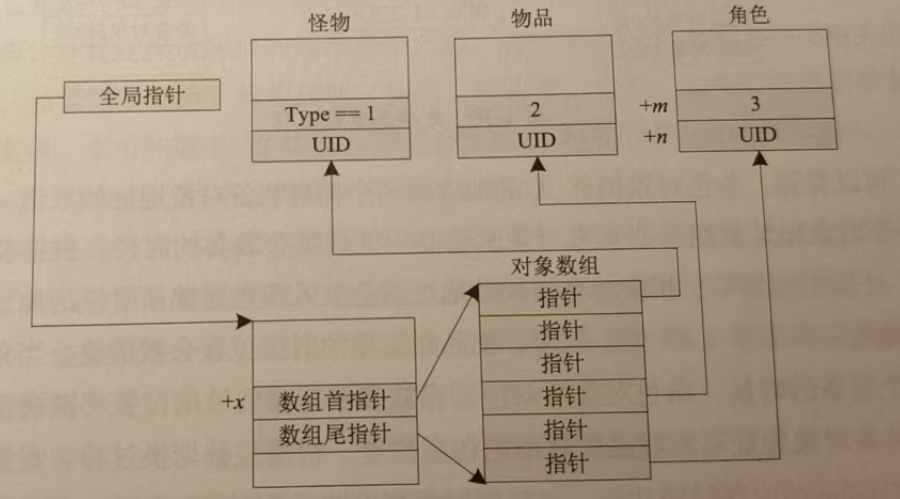 怪物
物品
角色
全局指针
Type == 1
2
+m
3
UID
UID
+n
UID
对象数组
指针
指针
指针
+x
数组首指针
指针
数组尾指针
指针
指针